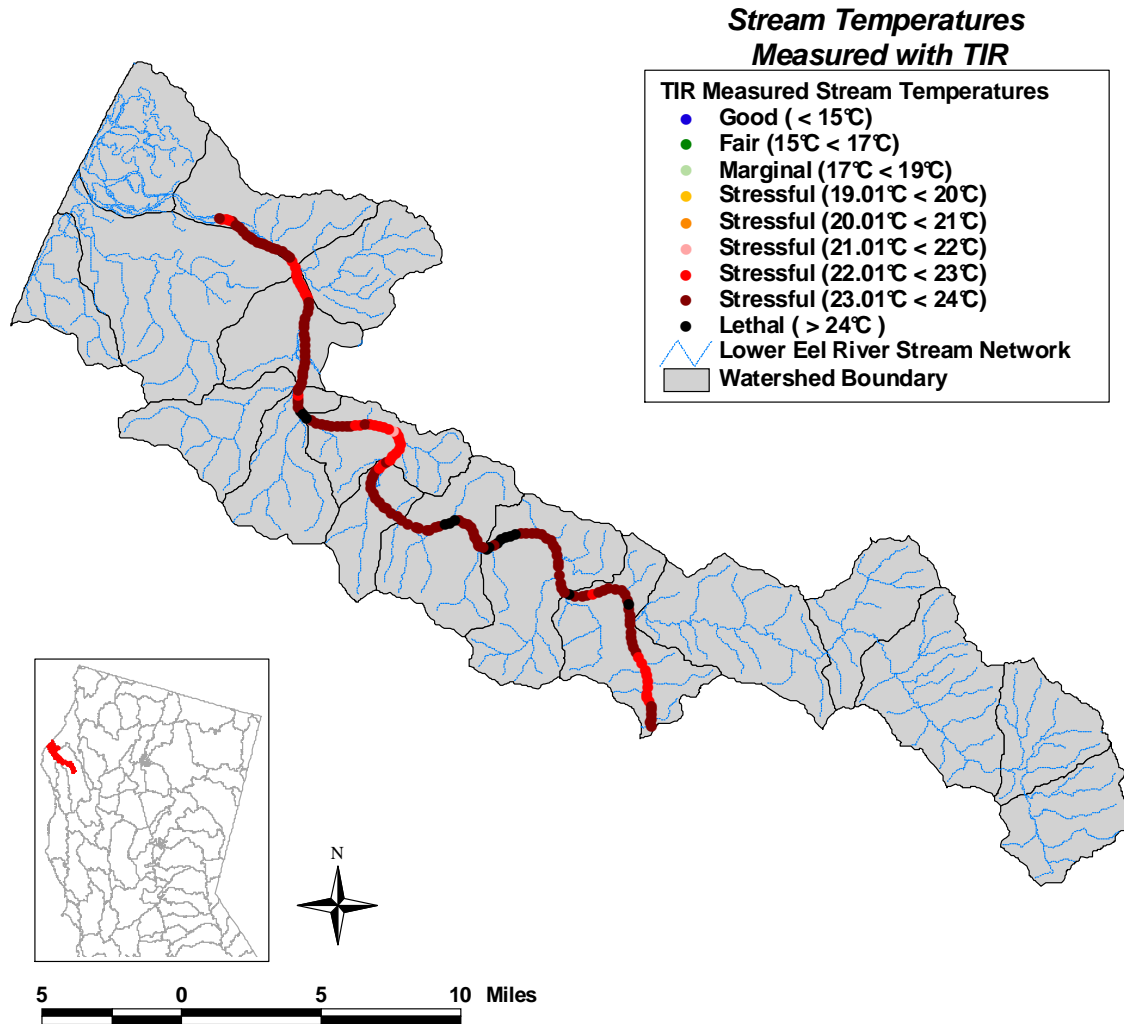 Stream Temperatures
Measured with TIR
TIR Measured Stream Temperatures
Good ( < 15°C)
Fair (15°C < 17°C)
Marginal (17°C < 19°C)
Stressful (19.01°C < 20°C)
Stressful (20.01°C < 21°C)
Stressful (21.01°C < 22°C)
Stressful (22.01°C < 23°C)
Stressful (23.01°C < 24°C)
Lethal ( > 24°C )
Lower Eel River Stream Network
Watershed Boundary
N
5 0 5 10 Miles